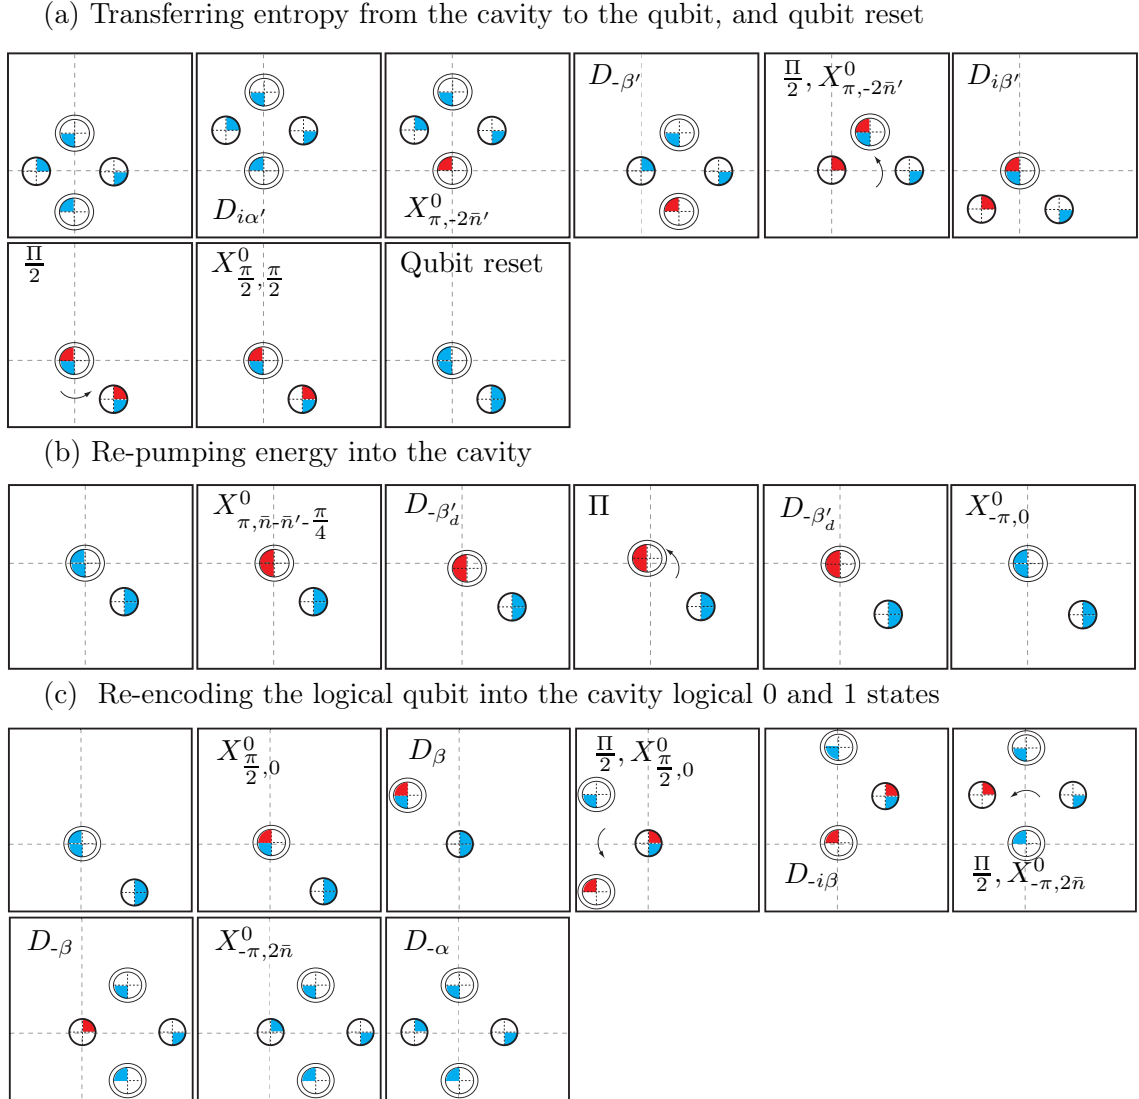 (a) Transferring entropy from the cavity to the qubit, and qubit reset
D_{iα′}
X^0_{π,-2n̄′}
D_{-β′}
Π/2, X^0_{π,-2n̄′}
D_{iβ′}
Π/2
X^0_{π/2,π/2}
Qubit reset
(b) Re-pumping energy into the cavity
X^0_{π,n̄-n̄′-π/4}
D_{-β′_d}
Π
D_{-β′_d}
X^0_{-π,0}
(c) Re-encoding the logical qubit into the cavity logical 0 and 1 states
X^0_{π/2,0}
D_β
Π/2, X^0_{π/2,0}
D_{-iβ}
Π/2, X^0_{-π,2n̄}
D_{-β}
X^0_{-π,2n̄}
D_{-α}